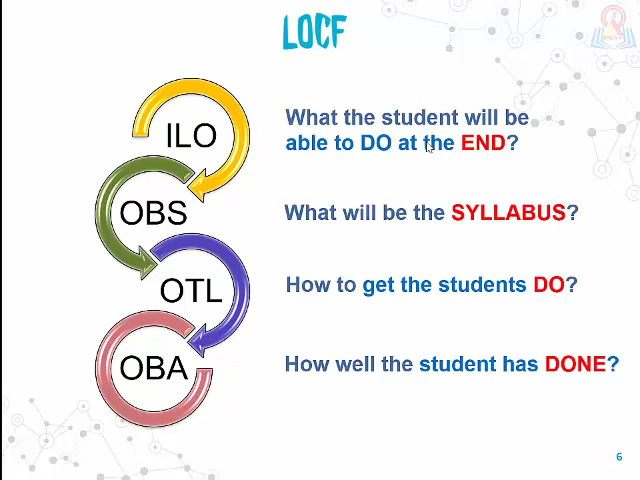 LOCF
ILO
What the student will be
able to DO at the END?
OBS
What will be the SYLLABUS?
OTL
How to get the students DO?
OBA
How well the student has DONE?
6